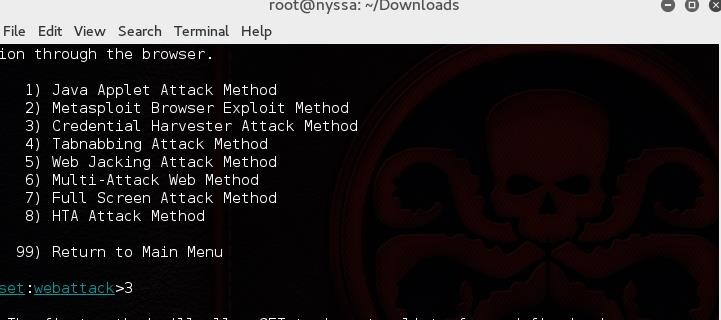 root@nyssa: ~/Downloads
File Edit View Search Terminal Help
ion through the browser.
1) Java Applet Attack Method
2) Metasploit Browser Exploit Method
3) Credential Harvester Attack Method
4) Tabnabbing Attack Method
5) Web Jacking Attack Method
6) Multi-Attack Web Method
7) Full Screen Attack Method
8) HTA Attack Method
99) Return to Main Menu
set:webattack>3